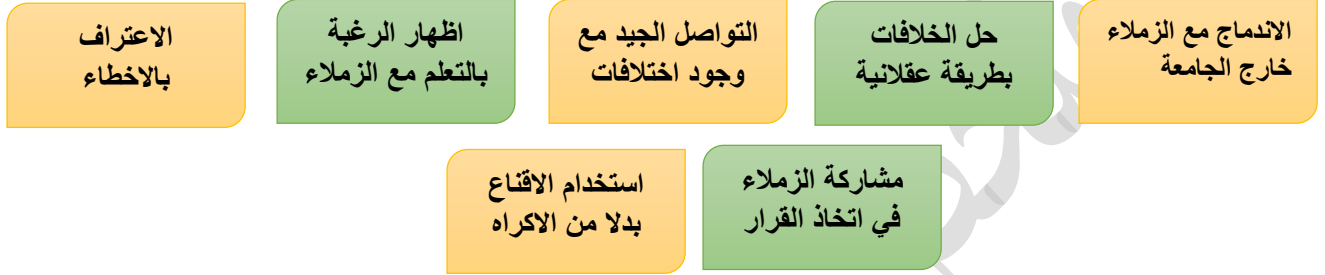 الاندماج مع الزملاء
خارج الجامعة
حل الخلافات
بطريقة عقلانية
التواصل الجيد مع
وجود اختلافات
اظهار الرغبة
بالتعلم مع الزملاء
الاعتراف
بالاخطاء
مشاركة الزملاء
في اتخاذ القرار
استخدام الاقناع
بدلا من الاكراه